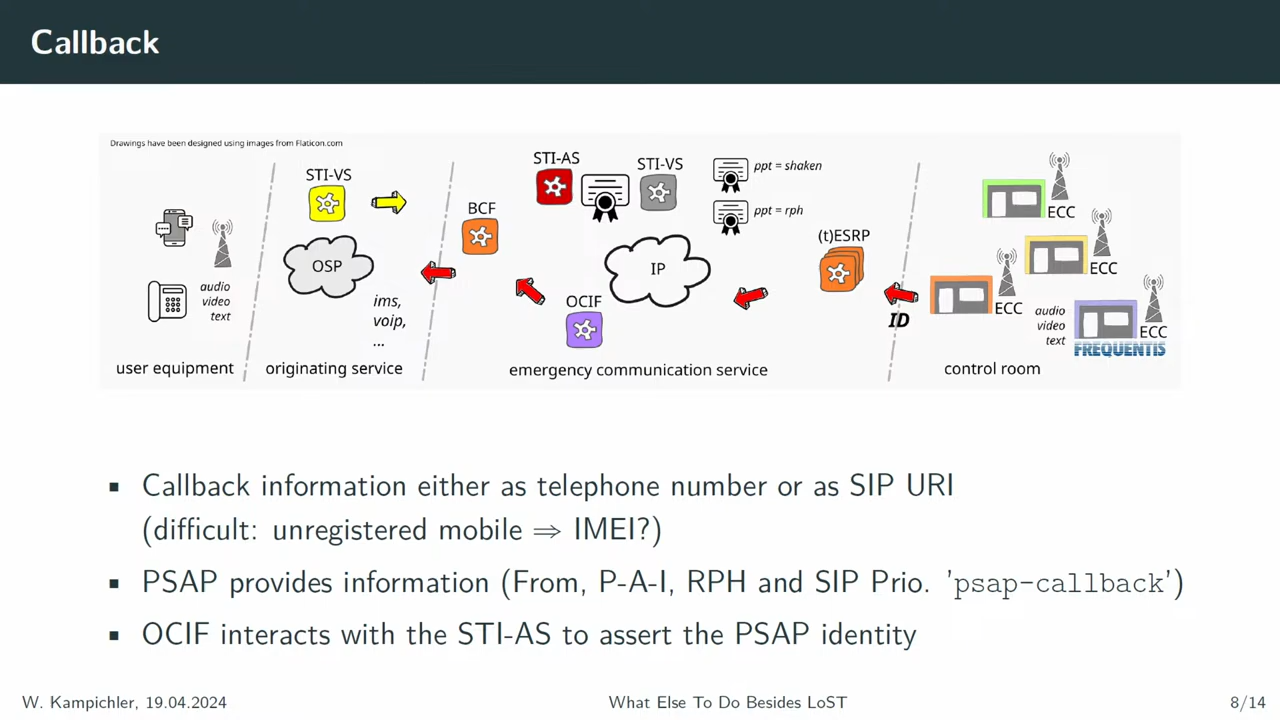 Callback
Drawings have been designed using images from Flaticon.com
STI-VS
STI-AS
STI-VS
ppt = shaken
ppt = rph
BCF
(t)ESRP
ECC
ECC
ECC
ECC
OSP
IP
OCIF
ID
audio
video
text
ims,
voip,
...
audio
video
text
FREQUENTIS
user equipment
originating service
emergency communication service
control room
▪ Callback information either as telephone number or as SIP URI
(difficult: unregistered mobile ⇒ IMEI?)
▪ PSAP provides information (From, P-A-I, RPH and SIP Prio. 'psap-callback')
▪ OCIF interacts with the STI-AS to assert the PSAP identity
W. Kampichler, 19.04.2024
What Else To Do Besides LoST
8/14